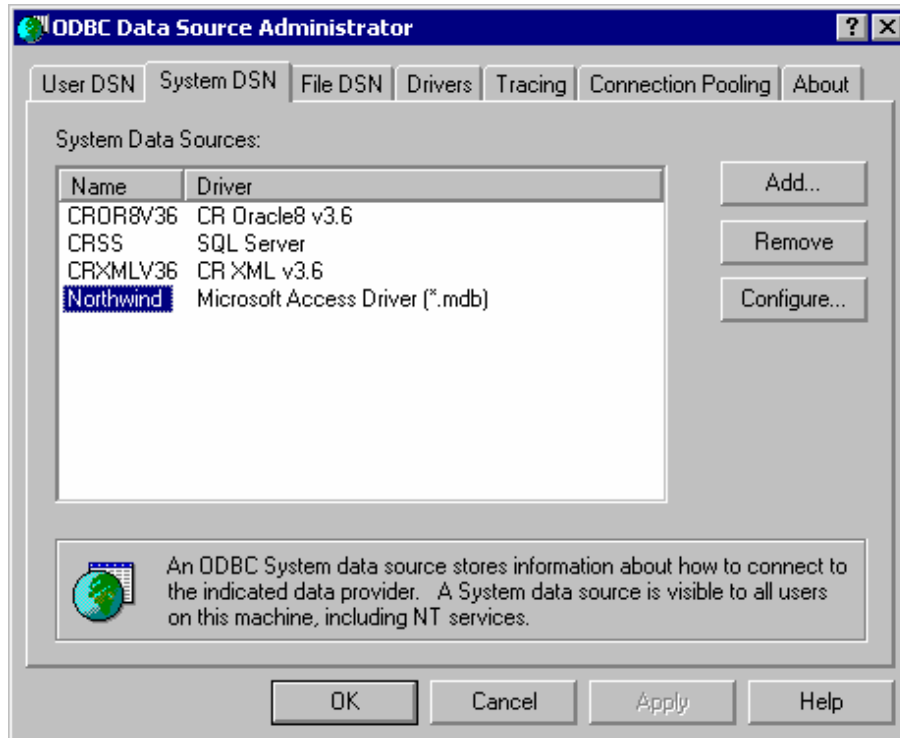 ODBC Data Source Administrator
User DSN System DSN File DSN Drivers Tracing Connection Pooling About
System Data Sources:
Name Driver
CROR8V36 CR Oracle8 v3.6
CRSS SQL Server
CRXMLV36 CR XML v3.6
Northwind Microsoft Access Driver (*.mdb)
Add...
Remove
Configure...
An ODBC System data source stores information about how to connect to
the indicated data provider. A System data source is visible to all users
on this machine, including NT services.
OK Cancel Apply Help